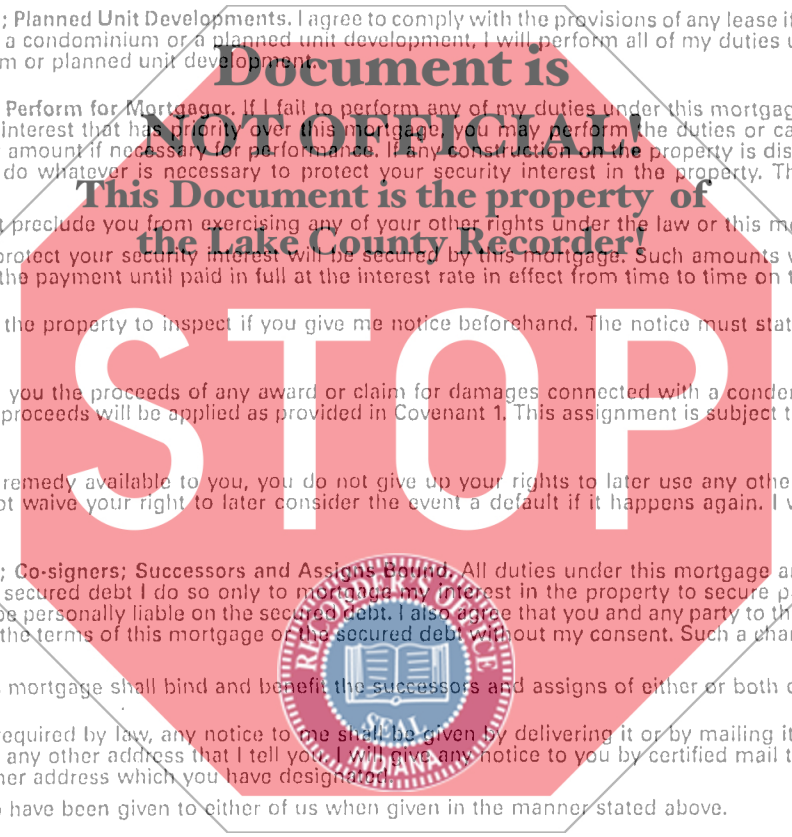 ; Planned Unit Developments. I agree to comply with the provisions of any lease if
a condominium or a planned unit development, I will perform all of my duties u
m or planned unit development.
Document is
Perform for Mortgagor. If I fail to perform any of my duties under this mortgag
interest that has priority over this mortgage, you may perform the duties or ca
NOT OFFICIAL!
amount if necessary for performance. If any construction on the property is dis
do whatever is necessary to protect your security interest in the property. Th
This Document is the property of
t preclude you from exercising any of your other rights under the law or this mo
the Lake County Recorder!
protect your security interest will be secured by this mortgage. Such amounts w
the payment until paid in full at the interest rate in effect from time to time on t
the property to inspect if you give me notice beforehand. The notice must stat
STOP
you the proceeds of any award or claim for damages connected with a conder
proceeds will be applied as provided in Covenant 1. This assignment is subject t
remedy available to you, you do not give up your rights to later use any othe
ot waive your right to later consider the event a default if it happens again. I v
; Co-signers; Successors and Assigns Bound. All duties under this mortgage ar
secured debt I do so only to mortgage my interest in the property to secure p
be personally liable on the secured debt. I also agree that you and any party to th
the terms of this mortgage or the secured debt without my consent. Such a char
RECORDER'S OFFICE
SEAL
INDIANA
mortgage shall bind and benefit the successors and assigns of either or both o
equired by law, any notice to me shall be given by delivering it or by mailing it
any other address that I tell you. I will give any notice to you by certified mail t
her address which you have designated.
o have been given to either of us when given in the manner stated above.